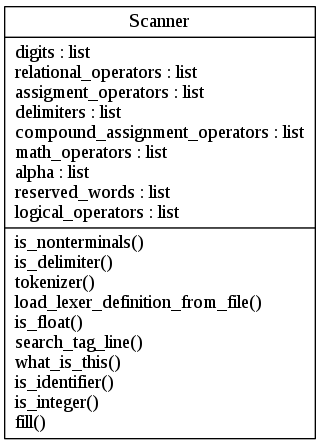 Scanner
digits : list
relational_operators : list
assigment_operators : list
delimiters : list
compound_assignment_operators : list
math_operators : list
alpha : list
reserved_words : list
logical_operators : list
is_nonterminals()
is_delimiter()
tokenizer()
load_lexer_definition_from_file()
is_float()
search_tag_line()
what_is_this()
is_identifier()
is_integer()
fill()